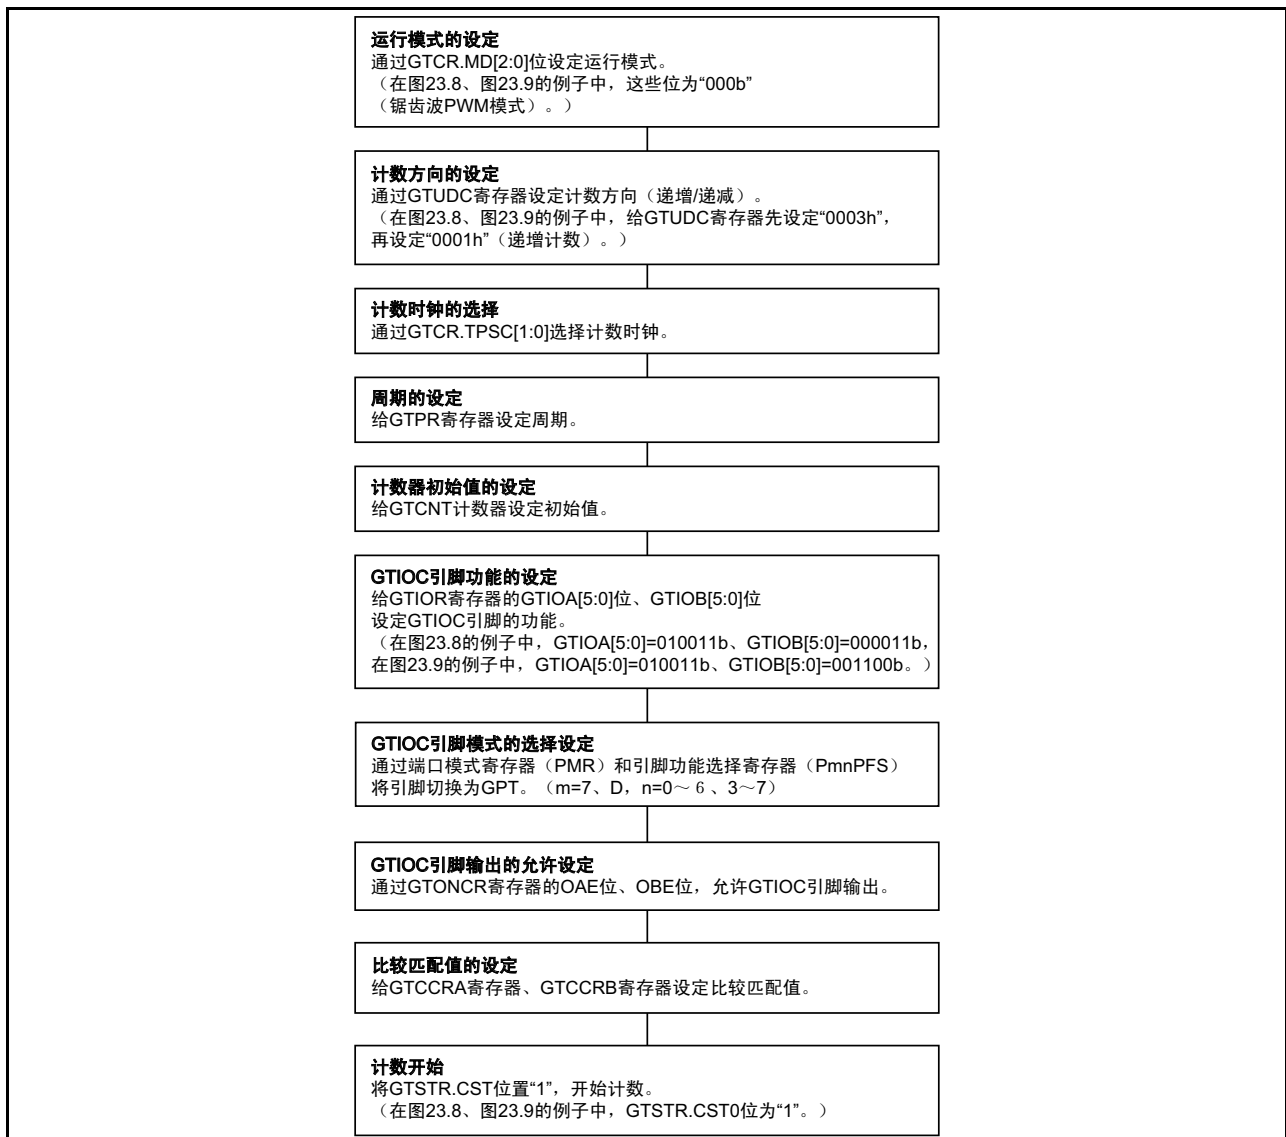 运行模式的设定
通过GTCR.MD[2:0]位设定运行模式。
（在图23.8、图23.9的例子中，这些位为“000b”
（锯齿波PWM模式）。）
计数方向的设定
通过GTUDC寄存器设定计数方向（递增/递减）。
（在图23.8、图23.9的例子中，给GTUDC寄存器先设定“0003h”，
再设定“0001h”（递增计数）。）
计数时钟的选择
通过GTCR.TPSC[1:0]选择计数时钟。
周期的设定
给GTPR寄存器设定周期。
计数器初始值的设定
给GTCNT计数器设定初始值。
GTIOC引脚功能的设定
给GTIOR寄存器的GTIOA[5:0]位、GTIOB[5:0]位
设定GTIOC引脚的功能。
（在图23.8的例子中，GTIOA[5:0]=010011b、GTIOB[5:0]=000011b，
在图23.9的例子中，GTIOA[5:0]=010011b、GTIOB[5:0]=001100b。）
GTIOC引脚模式的选择设定
通过端口模式寄存器（PMR）和引脚功能选择寄存器（PmnPFS）
将引脚切换为GPT。（m=7、D，n=0～６、3～7）
GTIOC引脚输出的允许设定
通过GTONCR寄存器的OAE位、OBE位，允许GTIOC引脚输出。
比较匹配值的设定
给GTCCRA寄存器、GTCCRB寄存器设定比较匹配值。
计数开始
将GTSTR.CST位置“1”，开始计数。
（在图23.8、图23.9的例子中，GTSTR.CST0位为“1”。）